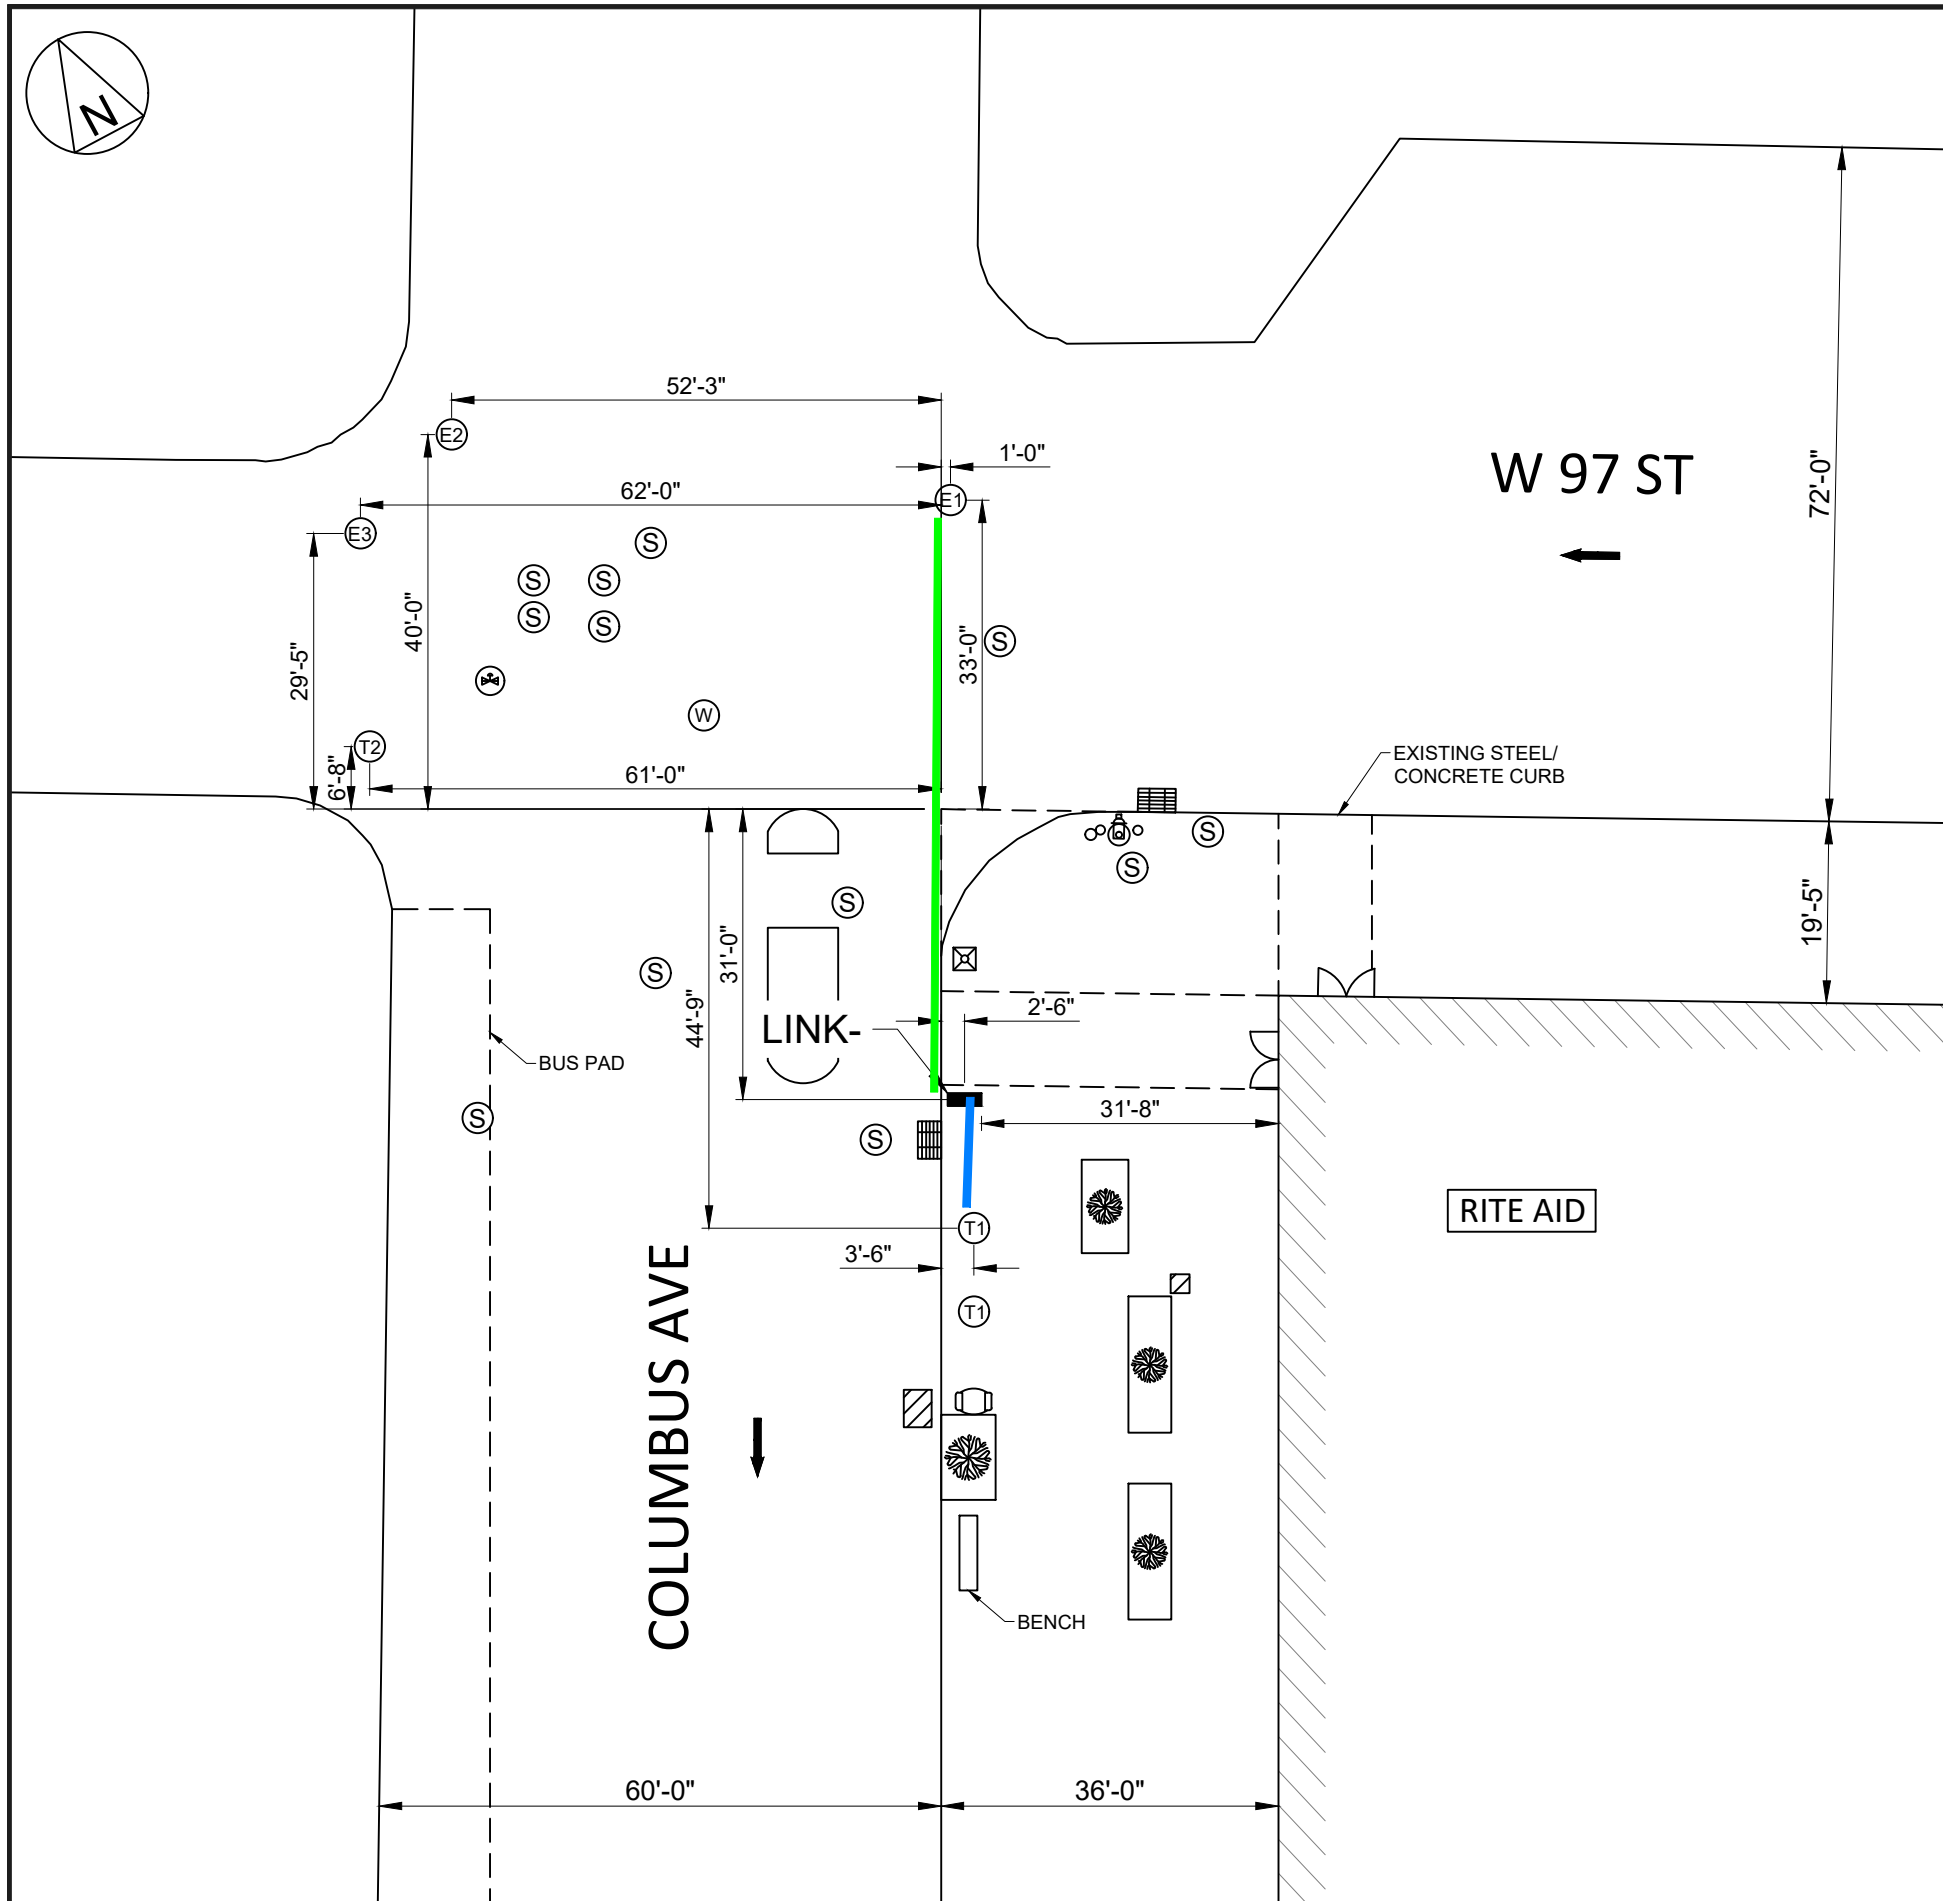 N
52'-3"
E2
1'-0"
W 97 ST
72'-0"
62'-0"
E1
E3
S
S
S
S
S
40'-0"
33'-0"
S
29'-5"
W
T2
6'-8"
61'-0"
EXISTING STEEL/
CONCRETE CURB
S
S
S
19'-5"
31'-0"
S
44'-9"
2'-6"
LINK-
BUS PAD
S
S
31'-8"
RITE AID
T1
3'-6"
T1
COLUMBUS AVE
BENCH
60'-0"
36'-0"